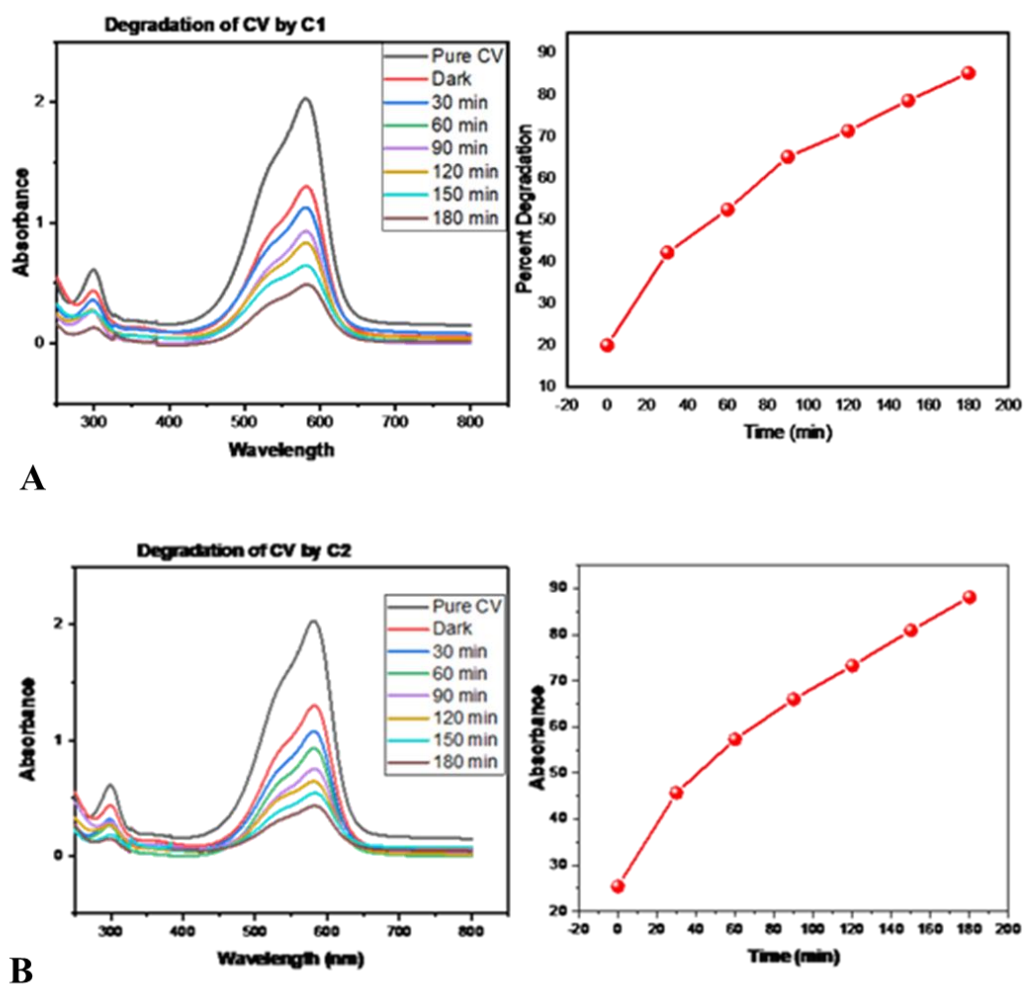 Degradation of CV by C1
Pure CV
Dark
30 min
60 min
90 min
120 min
150 min
180 min
Absorbance
2
1
0
300 400 500 600 700 800
Wavelength
Percent Degradation
90
80
70
60
50
40
30
20
10
-20 0 20 40 60 80 100 120 140 160 180 200
Time (min)
A
Degradation of CV by C2
Pure CV
Dark
30 min
60 min
90 min
120 min
150 min
180 min
Absorbance
2
1
0
300 400 500 600 700 800
Wavelength (nm)
Absorbance
90
80
70
60
50
40
30
20
-20 0 20 40 60 80 100 120 140 160 180 200
Time (min)
B